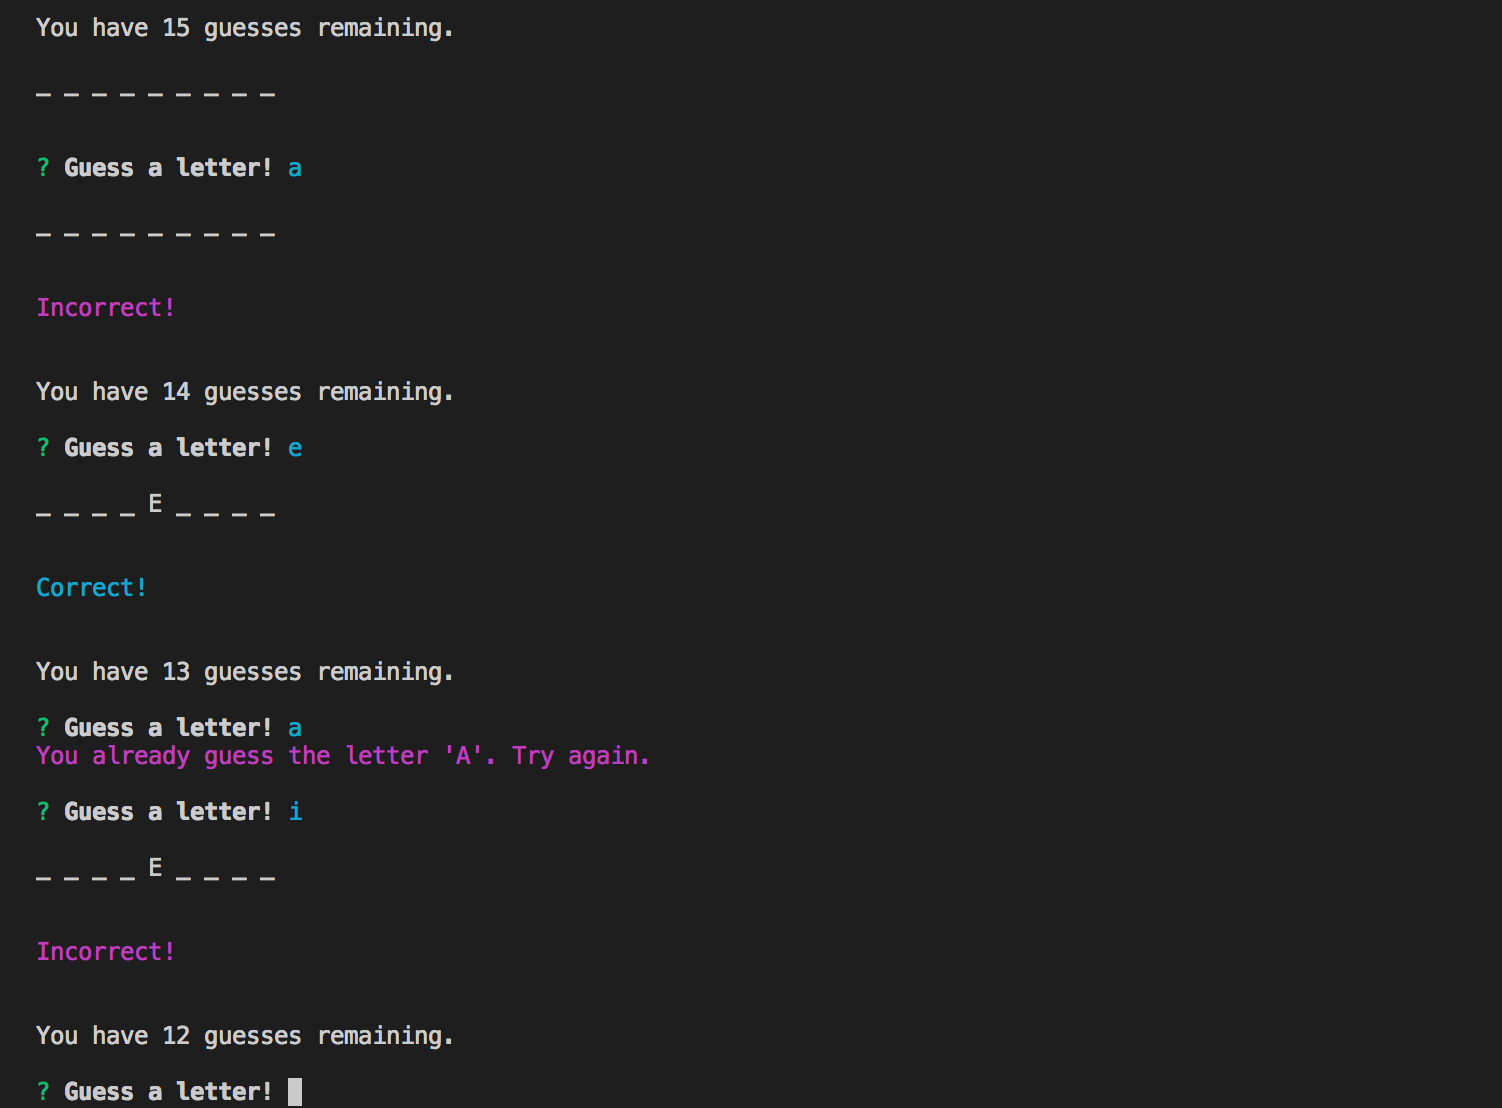 You have 15 guesses remaining.
_ _ _ _ _ _ _ _ _
? Guess a letter! a
_ _ _ _ _ _ _ _ _
Incorrect!
You have 14 guesses remaining.
? Guess a letter! e
_ _ _ _ E _ _ _ _
Correct!
You have 13 guesses remaining.
? Guess a letter! a
You already guess the letter 'A'. Try again.
? Guess a letter! i
_ _ _ _ E _ _ _ _
Incorrect!
You have 12 guesses remaining.
? Guess a letter!